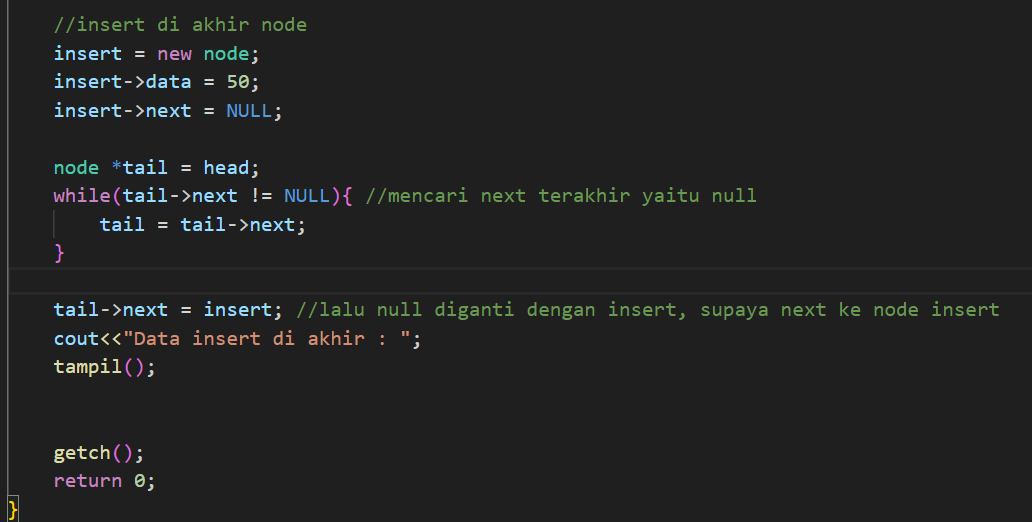 //insert di akhir node
insert = new node;
insert->data = 50;
insert->next = NULL;
node *tail = head;
while(tail->next != NULL){ //mencari next terakhir yaitu null
tail = tail->next;
}
tail->next = insert; //lalu null diganti dengan insert, supaya next ke node insert
cout<<"Data insert di akhir : ";
tampil();
getch();
return 0;
}